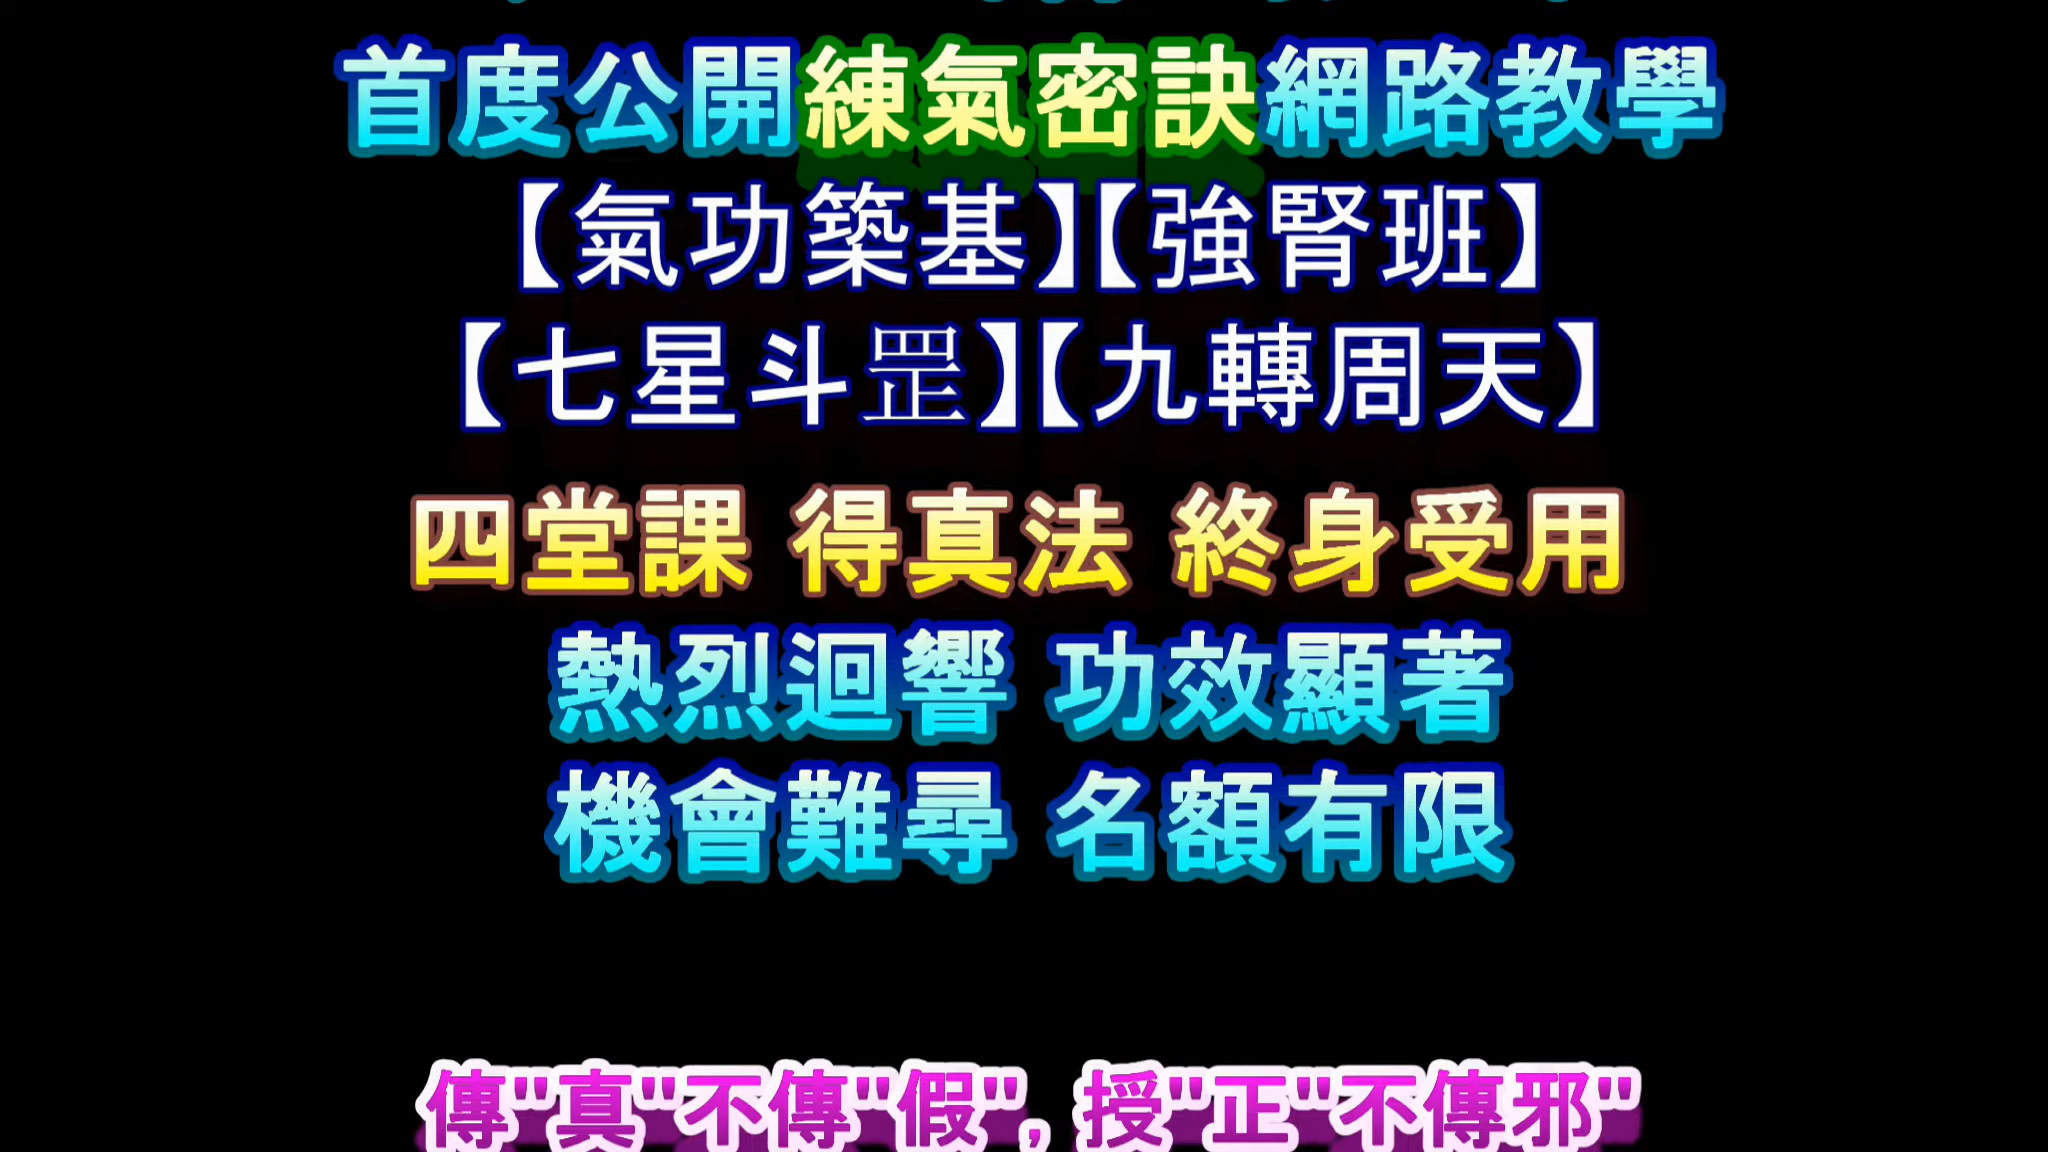 首度公開練氣密訣網路教學
【氣功築基】【強腎班】
【七星斗罡】【九轉周天】
四堂課 得真法 終身受用
熱烈迴響 功效顯著
機會難尋 名額有限
傳"真"不傳"假", 授"正"不傳邪"